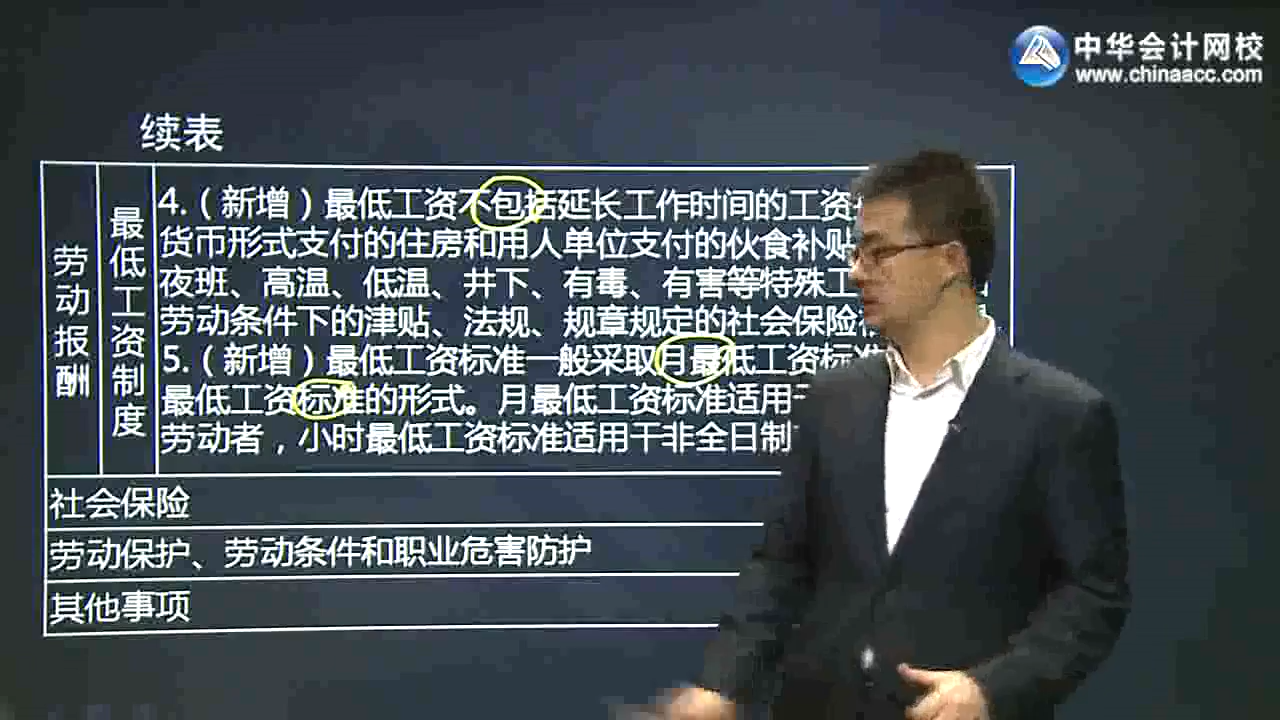 中华会计网校
www.chinaacc.com
续表
劳动报酬
最低工资制度
4.（新增）最低工资不包括延长工作时间的工资
货币形式支付的住房和用人单位支付的伙食补贴
夜班、高温、低温、井下、有毒、有害等特殊工
劳动条件下的津贴、法规、规章规定的社会保险
5.（新增）最低工资标准一般采取月最低工资标准
最低工资标准的形式。月最低工资标准适用于
劳动者，小时最低工资标准适用于非全日制
社会保险
劳动保护、劳动条件和职业危害防护
其他事项